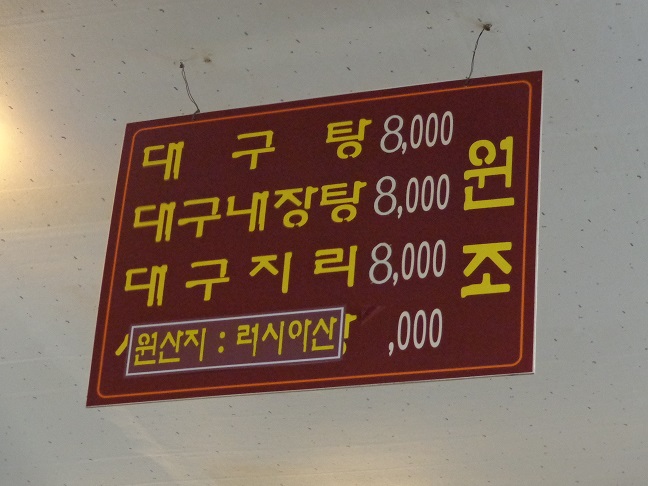 대구탕 8,000
대구내장탕 8,000
대구지리 8,000
원산지 : 러시아산 ,000
원조